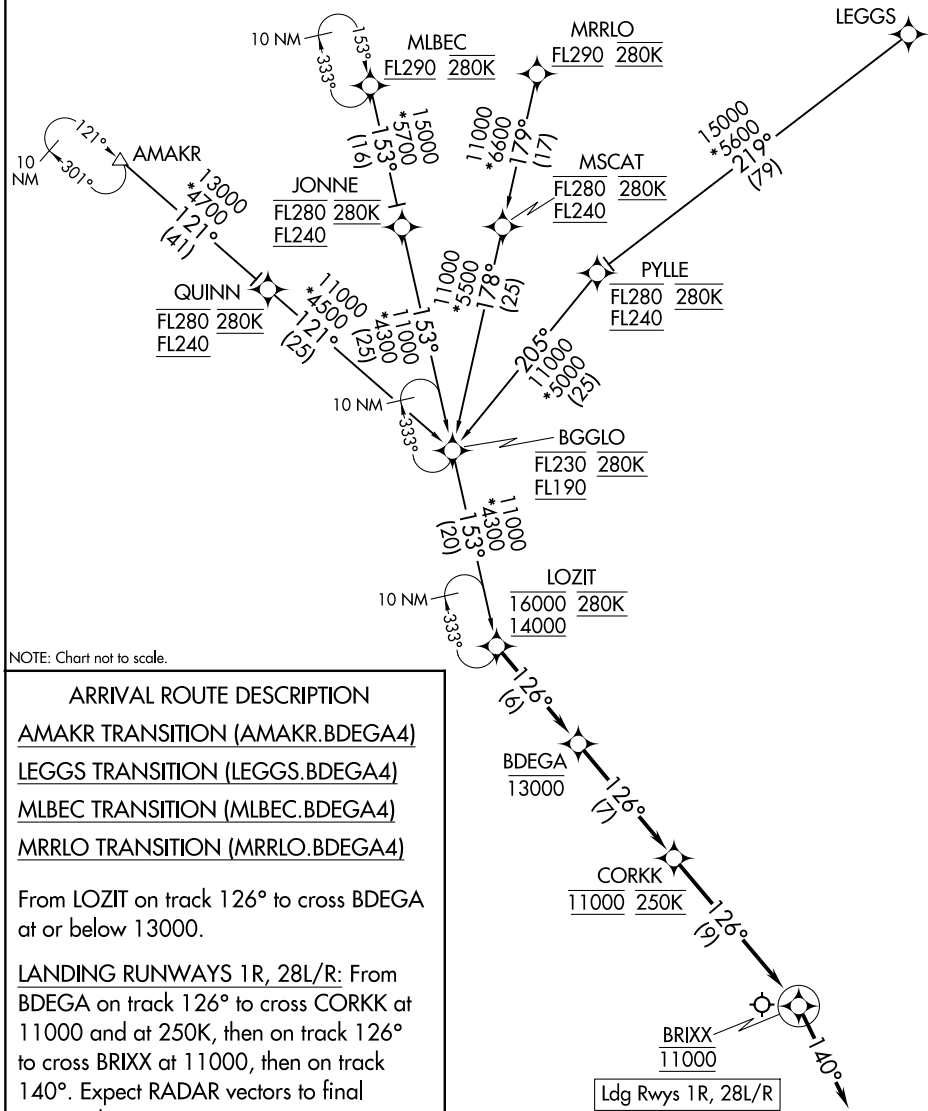 LEGGS
MLBEC
FL290 280K
MRRLO
FL290 280K
10 NM
153°
333°
15000
*5700
153°
(16)
11000
*6600
179°
(17)
15000
*5600
219°
(79)
121°
301°
10
NM
AMAKR
13000
*4700
121°
(41)
JONNE
FL280 280K
FL240
MSCAT
FL280 280K
FL240
QUINN
FL280 280K
FL240
PYLLE
FL280 280K
FL240
11000
*4500
121°
(25)
153°
11000
*4300
(25)
11000
*5500
178°
(25)
205°
11000
*5000
(25)
10 NM
333°
BGGLO
FL230 280K
FL190
11000
*4300
153°
(20)
10 NM
333°
LOZIT
16000 280K
14000
126°
(6)
BDEGA
13000
126°
(7)
CORKK
11000 250K
126°
(9)
BRIXX
11000
140°
Ldg Rwys 1R, 28L/R
NOTE: Chart not to scale.
ARRIVAL ROUTE DESCRIPTION
AMAKR TRANSITION (AMAKR.BDEGA4)
LEGGS TRANSITION (LEGGS.BDEGA4)
MLBEC TRANSITION (MLBEC.BDEGA4)
MRRLO TRANSITION (MRRLO.BDEGA4)
From LOZIT on track 126° to cross BDEGA
at or below 13000.
LANDING RUNWAYS 1R, 28L/R: From
BDEGA on track 126° to cross CORKK at
11000 and at 250K, then on track 126°
to cross BRIXX at 11000, then on track
140°. Expect RADAR vectors to final